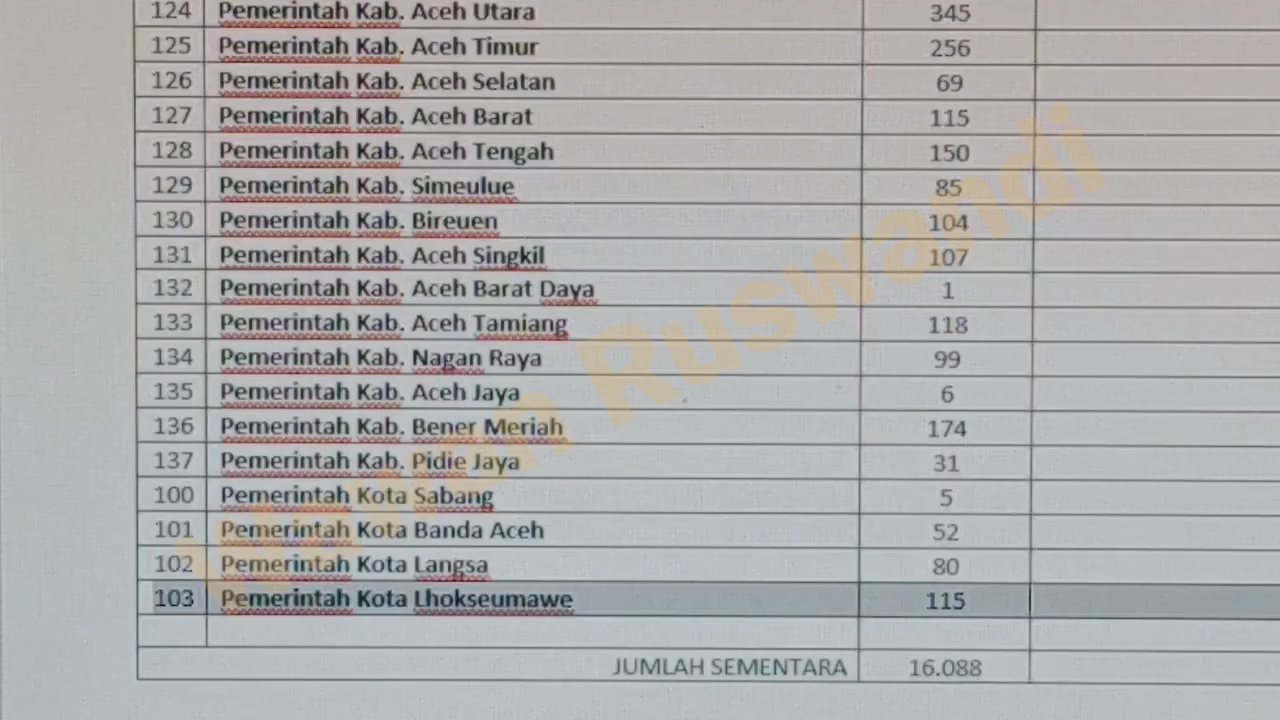 124 Pemerintah Kab. Aceh Utara 345
125 Pemerintah Kab. Aceh Timur 256
126 Pemerintah Kab. Aceh Selatan 69
127 Pemerintah Kab. Aceh Barat 115
128 Pemerintah Kab. Aceh Tengah 150
129 Pemerintah Kab. Simeulue 85
130 Pemerintah Kab. Bireuen 104
131 Pemerintah Kab. Aceh Singkil 107
132 Pemerintah Kab. Aceh Barat Daya 1
133 Pemerintah Kab. Aceh Tamiang 118
134 Pemerintah Kab. Nagan Raya 99
135 Pemerintah Kab. Aceh Jaya 6
136 Pemerintah Kab. Bener Meriah 174
137 Pemerintah Kab. Pidie Jaya 31
100 Pemerintah Kota Sabang 5
101 Pemerintah Kota Banda Aceh 52
102 Pemerintah Kota Langsa 80
103 Pemerintah Kota Lhokseumawe 115
JUMLAH SEMENTARA 16.088
Ruswandi